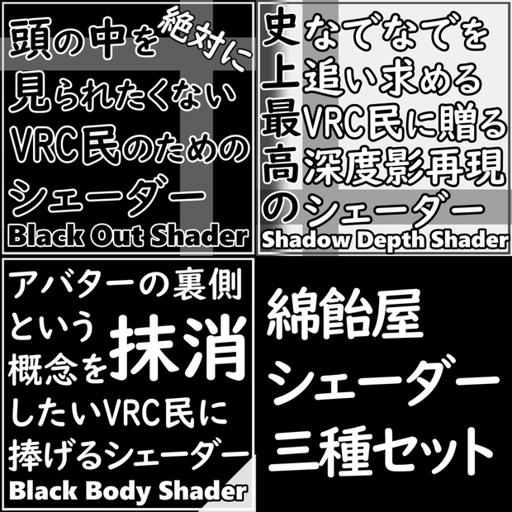 絶対に
頭の中を
見られたくない
VRC民のための
シェーダー
Black Out Shader
史上最高の
なでなでを
追い求める
VRC民に贈る
深度影再現
シェーダー
Shadow Depth Shader
アバターの裏側
という
概念を抹消
したいVRC民に
捧げるシェーダー
Black Body Shader
綿飴屋
シェーダー
三種セット